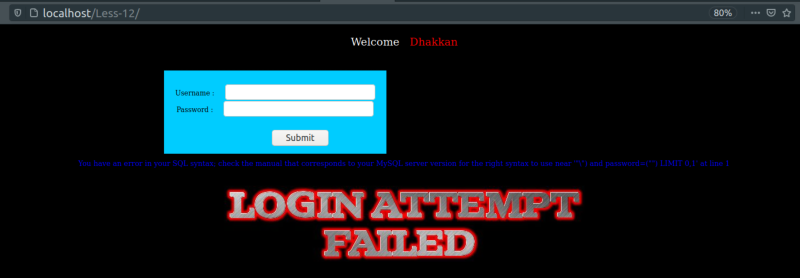 localhost/Less-12/
80%
Welcome Dhakkan
Username :
Password :
Submit
You have an error in your SQL syntax; check the manual that corresponds to your MySQL server version for the right syntax to use near
and password=("") LIMIT 0,1' at line 1
LOGIN ATTEMPT
FAILED